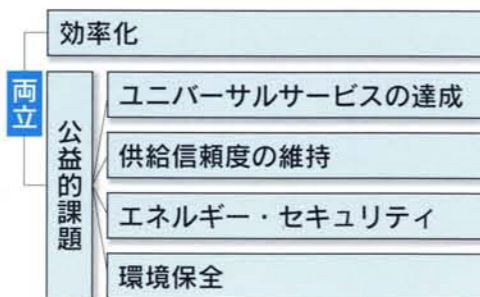 効率化
両立
公益的課題
ユニバーサルサービスの達成
供給信頼度の維持
エネルギー・セキュリティ
環境保全